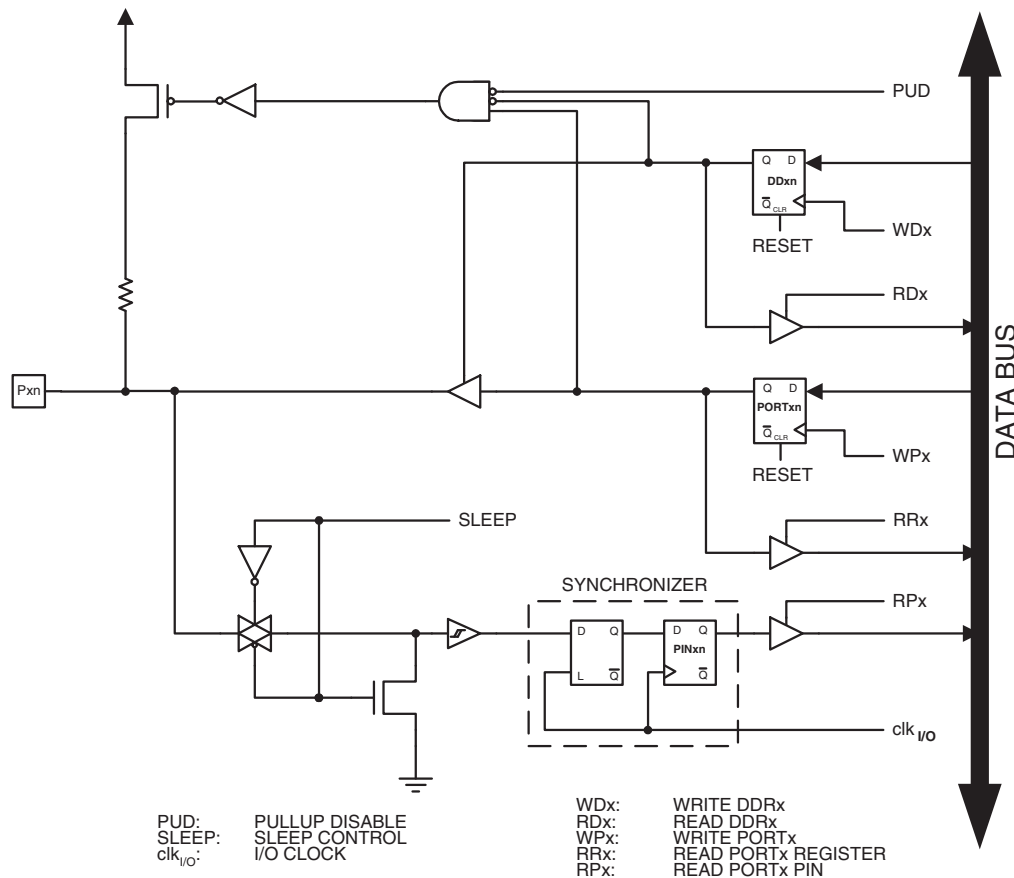 PUD
Q D
DDxn
Q CLR
WDx
RESET
RDx
DATA BUS
Pxn
Q D
PORTxn
Q CLR
WPx
RESET
SLEEP
RRx
SYNCHRONIZER
RPx
D Q
L Q
D Q
PINxn
Q
clk I/O
PUD: PULLUP DISABLE
SLEEP: SLEEP CONTROL
clkI/O: I/O CLOCK
WDx: WRITE DDRx
RDx: READ DDRx
WPx: WRITE PORTx
RRx: READ PORTx REGISTER
RPx: READ PORTx PIN